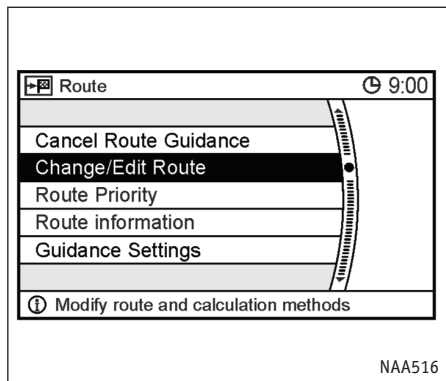 Route
9:00
Cancel Route Guidance
Change/Edit Route
Route Priority
Route information
Guidance Settings
Modify route and calculation methods
NAA516